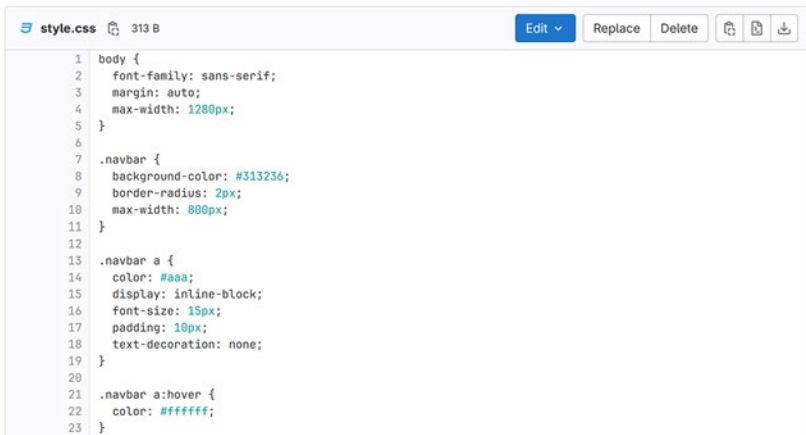 style.css 313 B Edit Replace Delete
1 body {
2   font-family: sans-serif;
3   margin: auto;
4   max-width: 1280px;
5 }
6
7 .navbar {
8   background-color: #313236;
9   border-radius: 2px;
10   max-width: 800px;
11 }
12
13 .navbar a {
14   color: #aaa;
15   display: inline-block;
16   font-size: 15px;
17   padding: 10px;
18   text-decoration: none;
19 }
20
21 .navbar a:hover {
22   color: #ffffff;
23 }